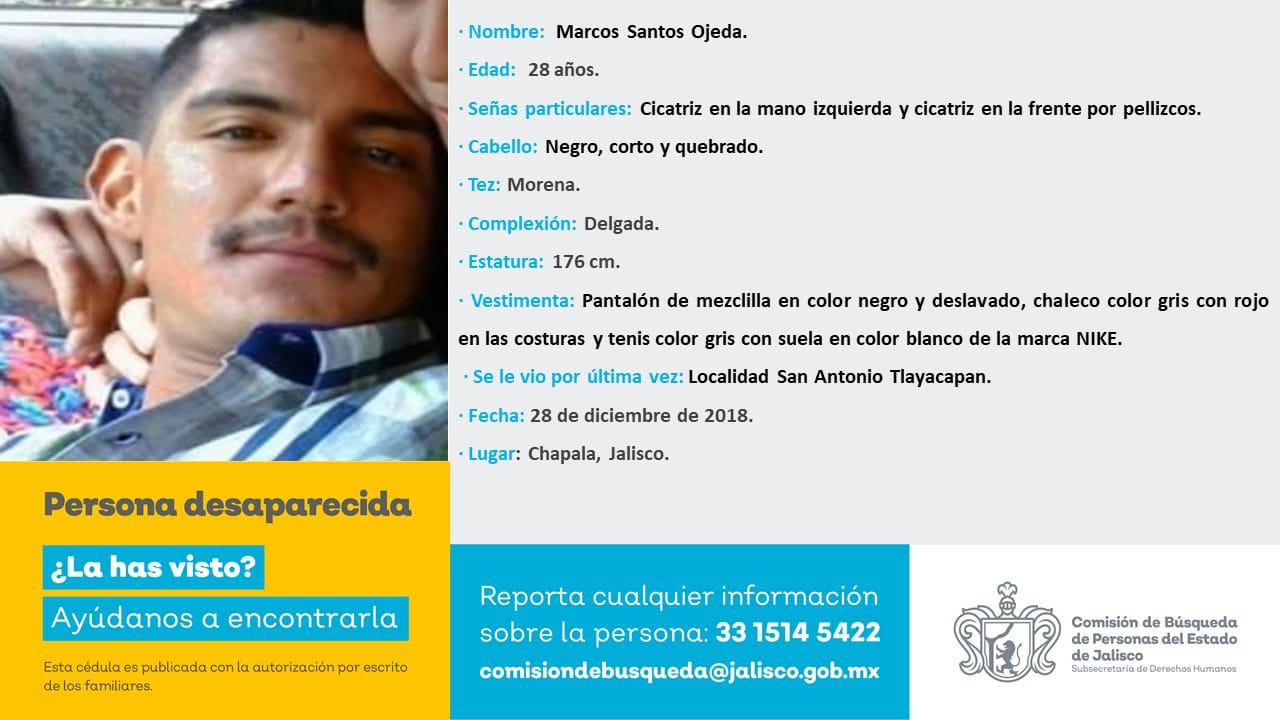 · Nombre: Marcos Santos Ojeda.
· Edad: 28 años.
· Señas particulares: Cicatriz en la mano izquierda y cicatriz en la frente por pellizcos.
· Cabello: Negro, corto y quebrado.
· Tez: Morena.
· Complexión: Delgada.
· Estatura: 176 cm.
· Vestimenta: Pantalón de mezclilla en color negro y deslavado, chaleco color gris con rojo
en las costuras y tenis color gris con suela en color blanco de la marca NIKE.
· Se le vio por última vez: Localidad San Antonio Tlayacapan.
· Fecha: 28 de diciembre de 2018.
· Lugar: Chapala, Jalisco.
Persona desaparecida
¿La has visto?
Ayúdanos a encontrarla
Esta cédula es publicada con la autorización por escrito
de los familiares.
Reporta cualquier información
sobre la persona: 33 1514 5422
comisiondebusqueda@jalisco.gob.mx
Comisión de Búsqueda
de Personas del Estado
de Jalisco
Subsecretaría de Derechos Humanos